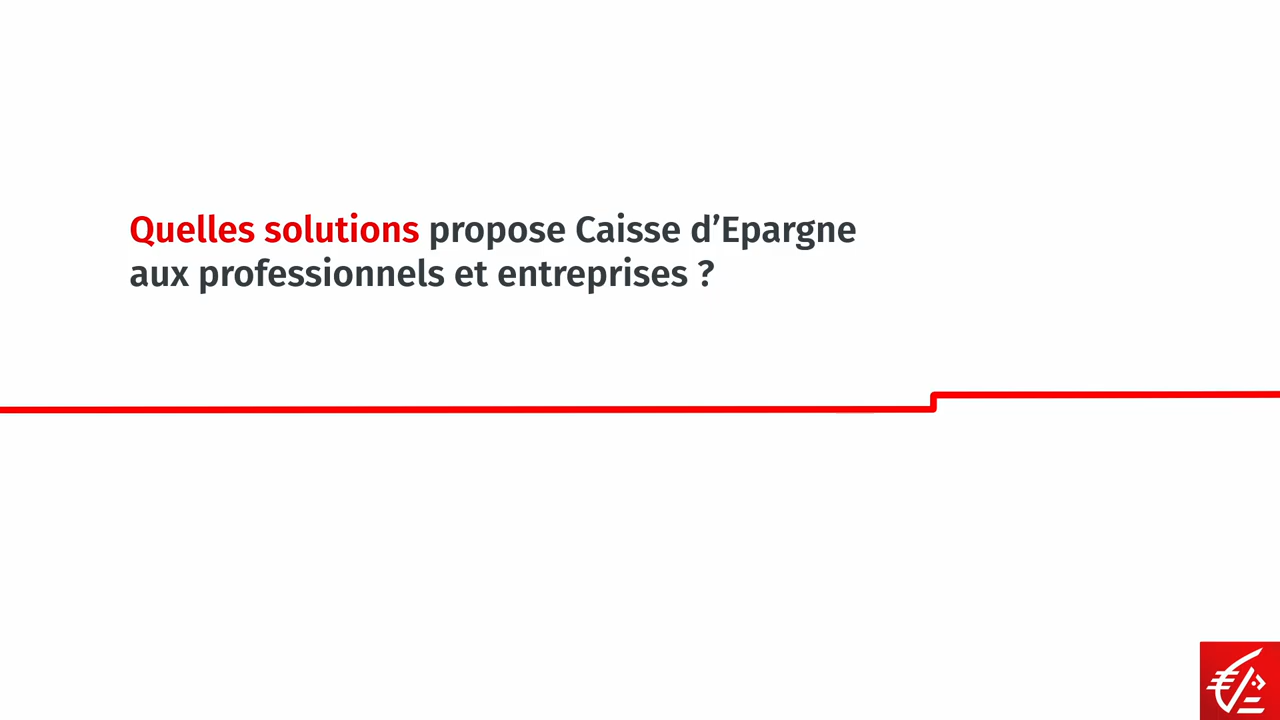 Quelles solutions propose Caisse d’Epargne
aux professionnels et entreprises ?